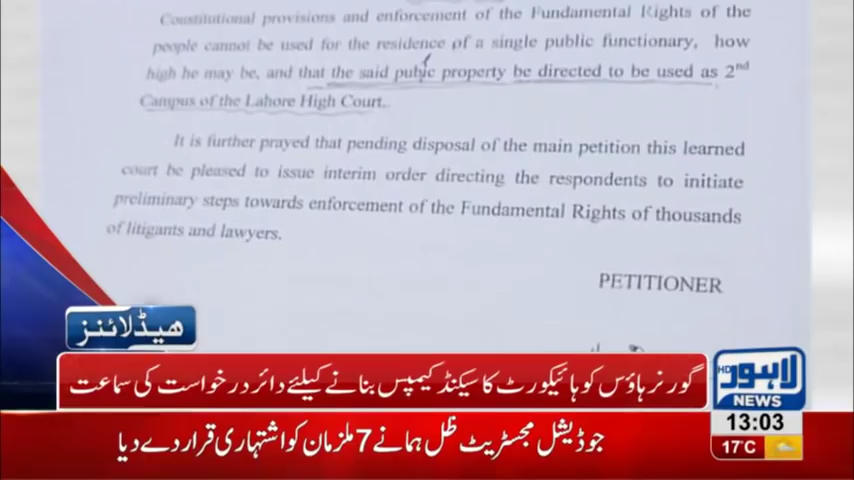 Constitutional provisions and enforcement of the Fundamental Rights of the
people cannot be used for the residence of a single public functionary, how
high he may be, and that the said public property be directed to be used as 2nd
Campus of the Lahore High Court.
It is further prayed that pending disposal of the main petition this learned
court be pleased to issue interim order directing the respondents to initiate
preliminary steps towards enforcement of the Fundamental Rights of thousands
of litigants and lawyers.
PETITIONER
ہیڈلائنز
گورنر ہاؤس کو ہائیکورٹ کا سیکنڈ کیمپس بنانے کیلئے دائر درخواست کی سماعت
لاہور HD
NEWS
13:03
جوڈیشل مجسٹریٹ ظل ہما نے 7 ملزمان کو اشتہاری قرار دے دیا
17°C